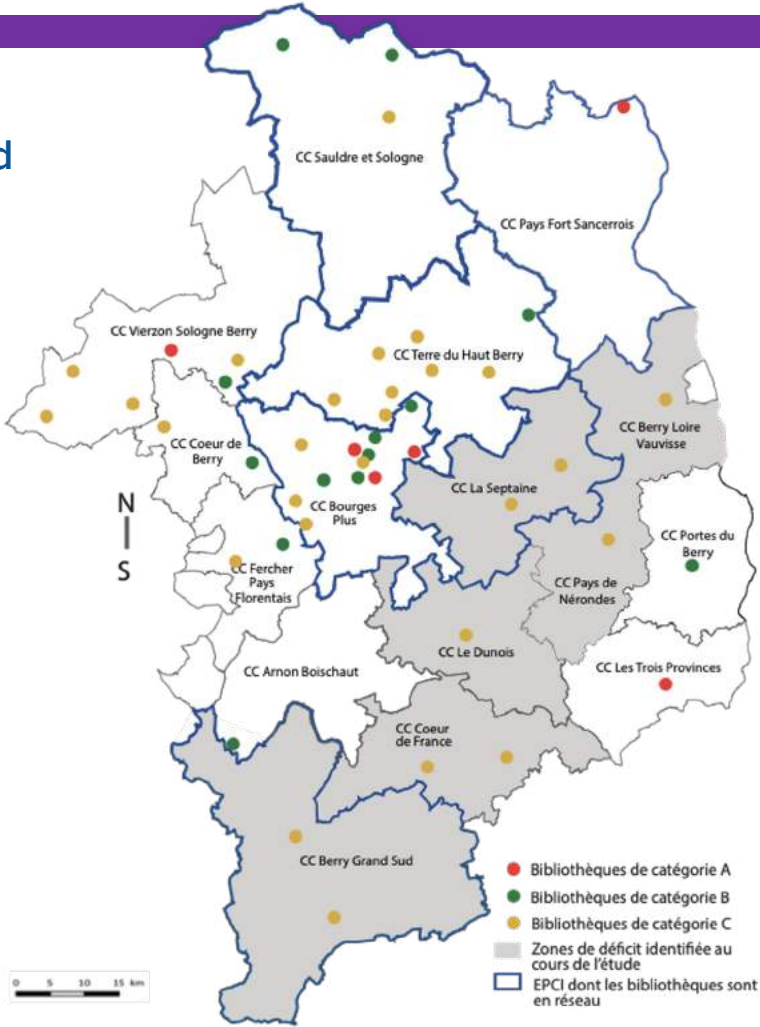 d
CC Sauldre et Sologne
CC Pays Fort Sancerrois
CC Vierzon Sologne Berry
CC Terre du Haut Berry
CC Berry Loire
Vauvisse
CC Coeur de
Berry
CC La Septaine
CC Bourges
Plus
N
S
CC Portes du
Berry
CC Fercher
Pays
Florentais
CC Pays de
Nérondes
CC Le Dunois
CC Les Trois Provinces
CC Arnon Boischaut
CC Coeur
de France
CC Berry Grand Sud
Bibliothèques de catégorie A
Bibliothèques de catégorie B
Bibliothèques de catégorie C
Zones de déficit identifiée au
cours de l'étude
EPCI dont les bibliothèques sont
en réseau
0 5 10 15 km